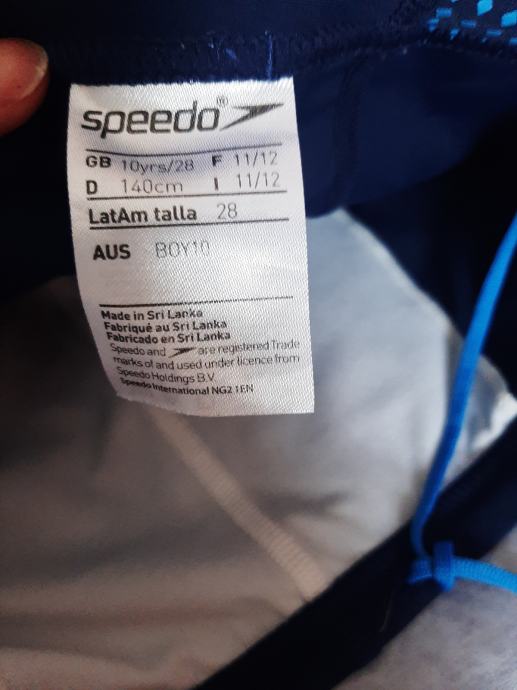 speedo®
GB 10yrs/28 F 11/12
D 140cm I 11/12
LatAm talla 28
AUS BOY10
Made in Sri Lanka
Fabriqué au Sri Lanka
Fabricado en Sri Lanka
Speedo and are registered Trade
marks of and used under licence from
Speedo Holdings B.V.
Speedo International NG2 1EN